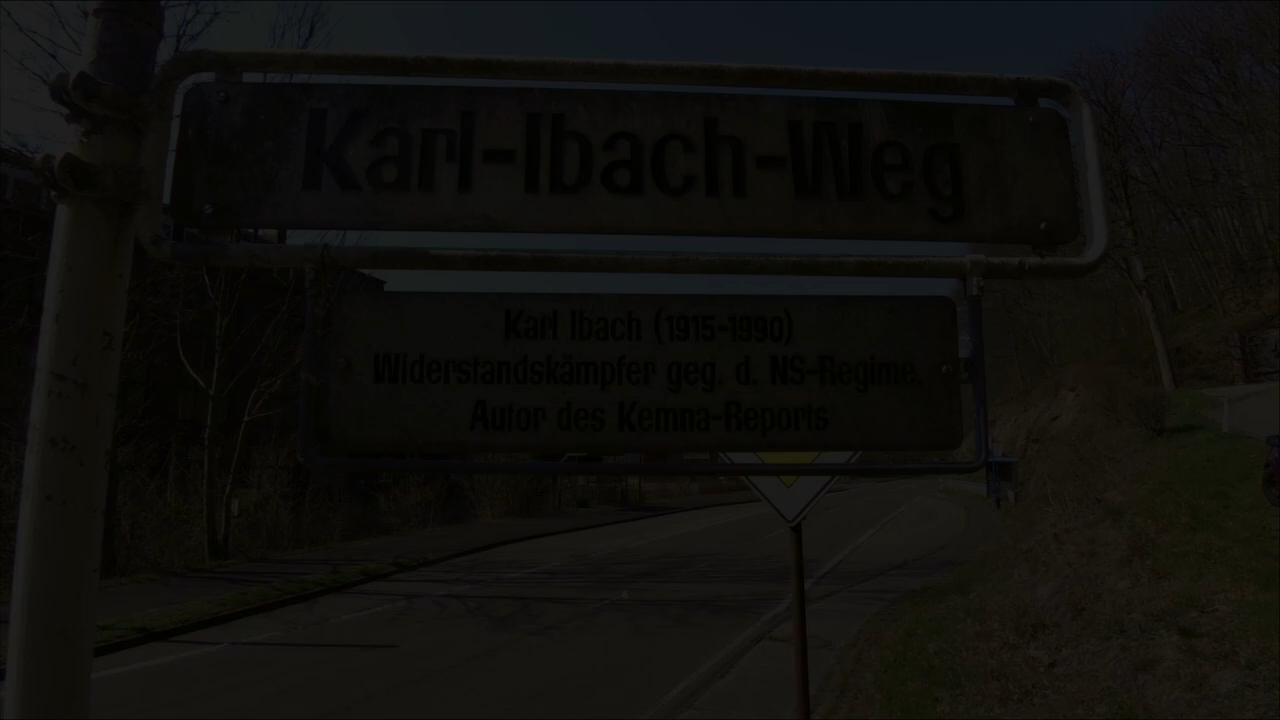 Karl-Ibach-Weg
Karl Ibach (1915-1990)
Widerstandskämpfer geg. d. NS-Regime.
Autor des Kemna-Reports